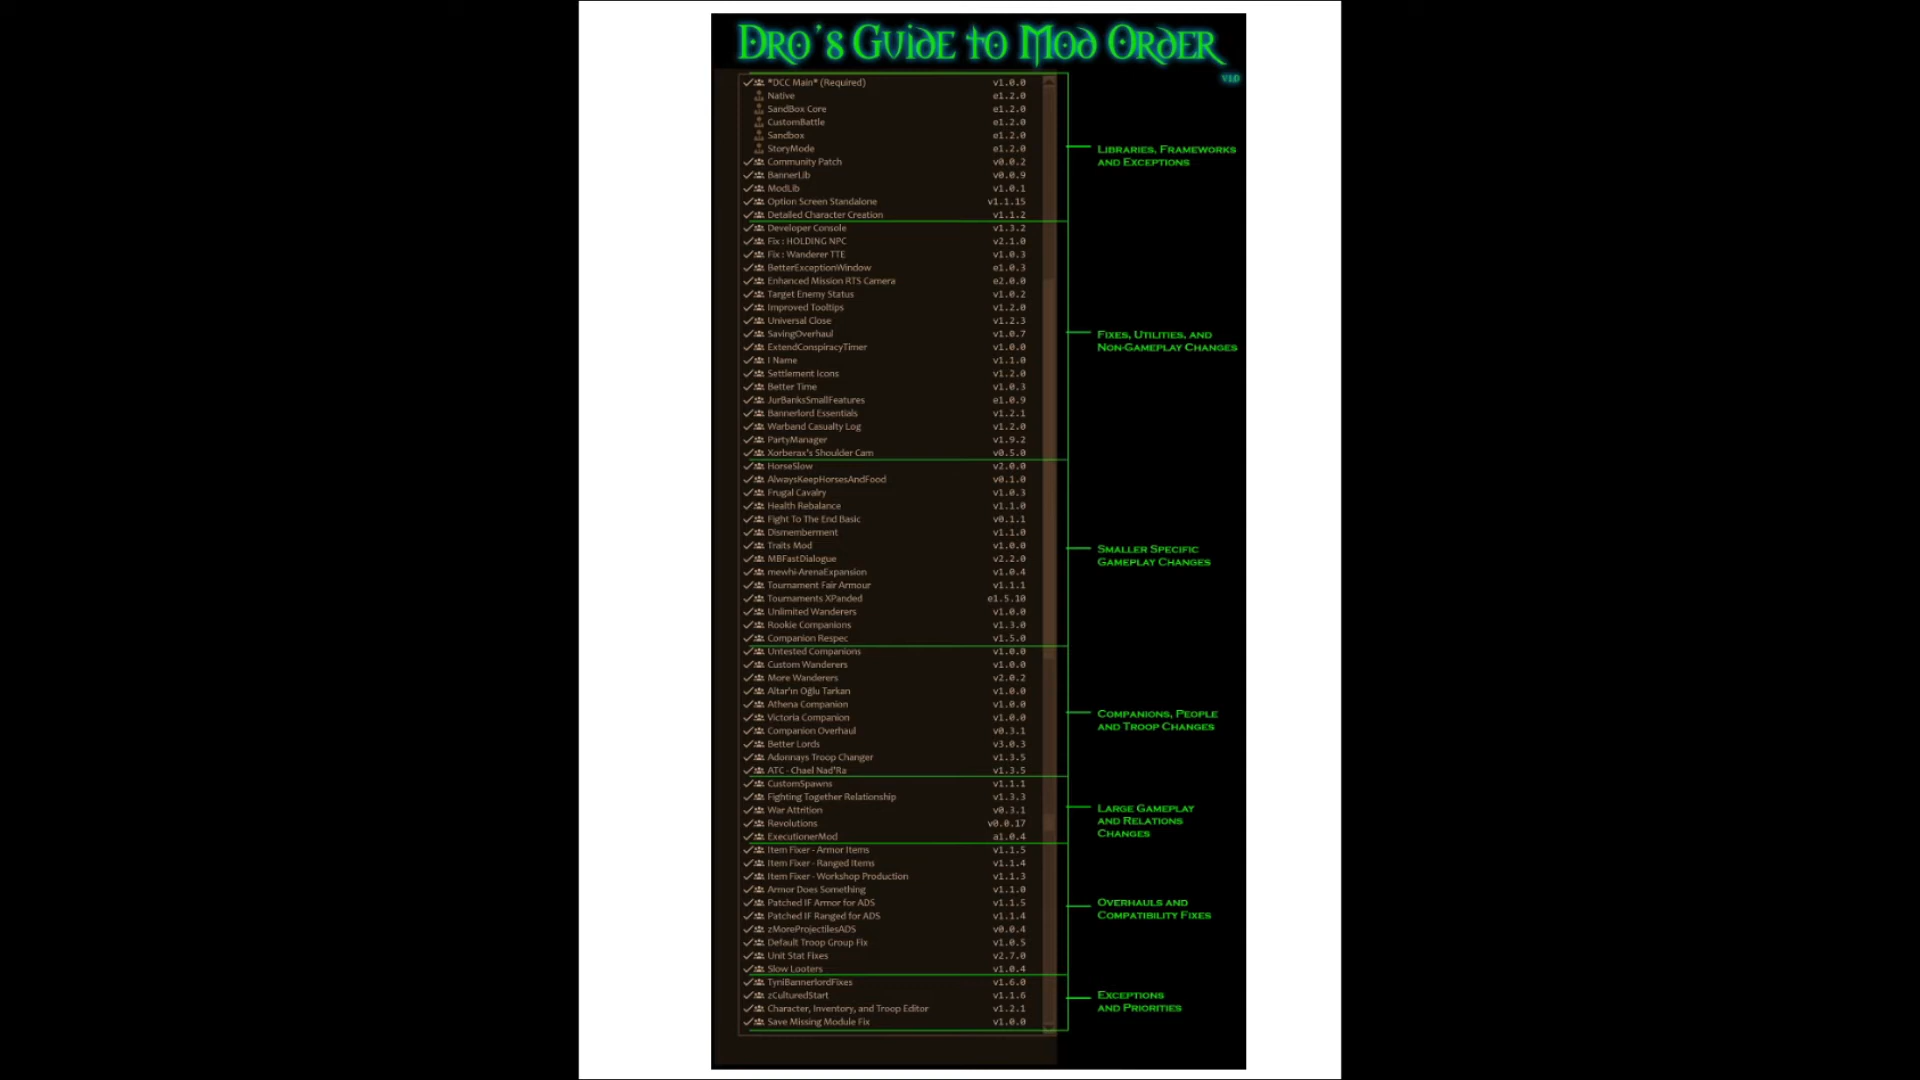 Dro's Guide to Mod Order
V1.0
*DCC Main* (Required) v1.0.0
Native e1.2.0
SandBox Core e1.2.0
CustomBattle e1.2.0
Sandbox e1.2.0
StoryMode e1.2.0
Community Patch v0.0.2
BannerLib v0.0.9
ModLib v1.0.1
Option Screen Standalone v1.1.15
Detailed Character Creation v1.1.2
Libraries, Frameworks
and Exceptions
Developer Console v1.3.2
Fix : HOLDING NPC v2.1.0
Fix : Wanderer TTE v1.0.3
BetterExceptionWindow e1.0.3
Enhanced Mission RTS Camera e2.0.0
Target Enemy Status v1.0.2
Improved Tooltips v1.2.0
Universal Close v1.2.3
SavingOverhaul v1.0.7
ExtendConspiracyTimer v1.0.0
I Name v1.1.0
Settlement Icons v1.2.0
Better Time v1.0.3
JurBanksSmallFeatures e1.0.9
Bannerlord Essentials v1.2.1
Warband Casualty Log v1.2.0
PartyManager v1.9.2
Xorberax's Shoulder Cam v0.5.0
Fixes, Utilities, and
Non-Gameplay Changes
HorseSlow v2.0.0
AlwaysKeepHorsesAndFood v0.1.0
Frugal Cavalry v1.0.3
Health Rebalance v1.1.0
Fight To The End Basic v0.1.1
Dismemberment v1.1.0
Traits Mod v1.0.0
MBFastDialogue v2.2.0
mewhi-ArenaExpansion v1.0.4
Tournament Fair Armour v1.1.1
Tournaments XPanded e1.5.10
Unlimited Wanderers v1.0.0
Rookie Companions v1.3.0
Companion Respec v1.5.0
Smaller Specific
Gameplay Changes
Untested Companions v1.0.0
Custom Wanderers v1.0.0
More Wanderers v2.0.2
Altar'ın Oğlu Tarkan v1.0.0
Athena Companion v1.0.0
Victoria Companion v1.0.0
Companion Overhaul v0.3.1
Better Lords v3.0.3
Adonnays Troop Changer v1.3.5
ATC - Chael Nad'Ra v1.3.5
Companions, People
and Troop Changes
CustomSpawns v1.1.1
Fighting Together Relationship v1.3.3
War Attrition v0.3.1
Revolutions v0.0.17
ExecutionerMod a1.0.4
Large Gameplay
and Relations
Changes
Item Fixer - Armor Items v1.1.5
Item Fixer - Ranged Items v1.1.4
Item Fixer - Workshop Production v1.1.3
Armor Does Something v1.1.0
Patched IF Armor for ADS v1.1.5
Patched IF Ranged for ADS v1.1.4
zMoreProjectilesADS v0.0.4
Default Troop Group Fix v1.0.5
Unit Stat Fixes v2.7.0
Slow Looters v1.0.4
Overhauls and
Compatibility Fixes
TyniBannerlordFixes v1.6.0
zCulturedStart v1.1.6
Character, Inventory, and Troop Editor v1.2.1
Save Missing Module Fix v1.0.0
Exceptions
and Priorities